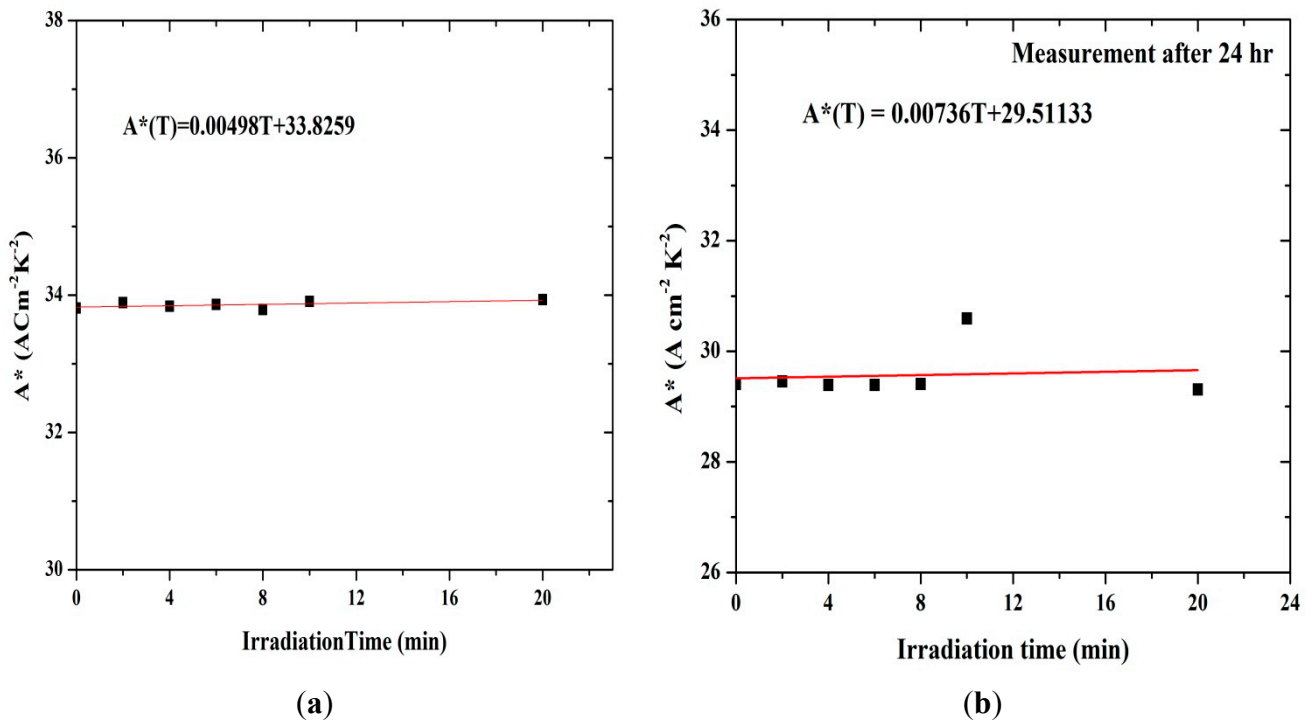 38
36
34
32
30
A* (ACm⁻²K⁻²)
A*(T)=0.00498T+33.8259
0 4 8 12 16 20
IrradiationTime (min)
(a)
36
34
32
30
28
26
A* (A cm⁻² K⁻²)
Measurement after 24 hr
A*(T) = 0.00736T+29.51133
0 4 8 12 16 20 24
Irradiation time (min)
(b)